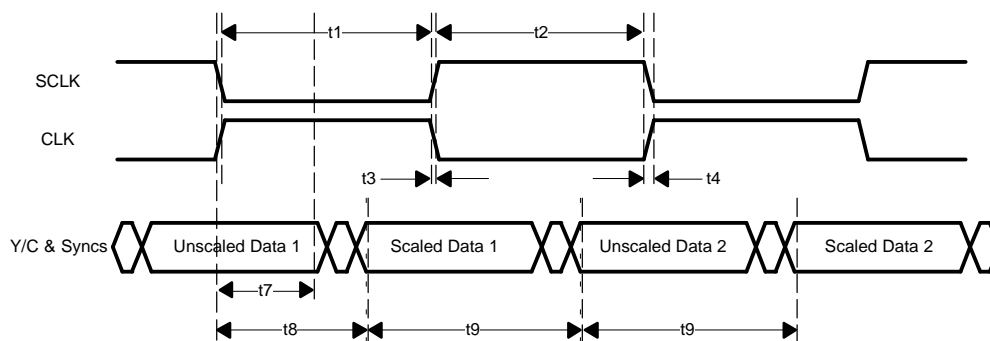 t1 t2
SCLK
CLK
t3 t4
Y/C & Syncs Unscaled Data 1 Scaled Data 1 Unscaled Data 2 Scaled Data 2
t7
t8 t9 t9